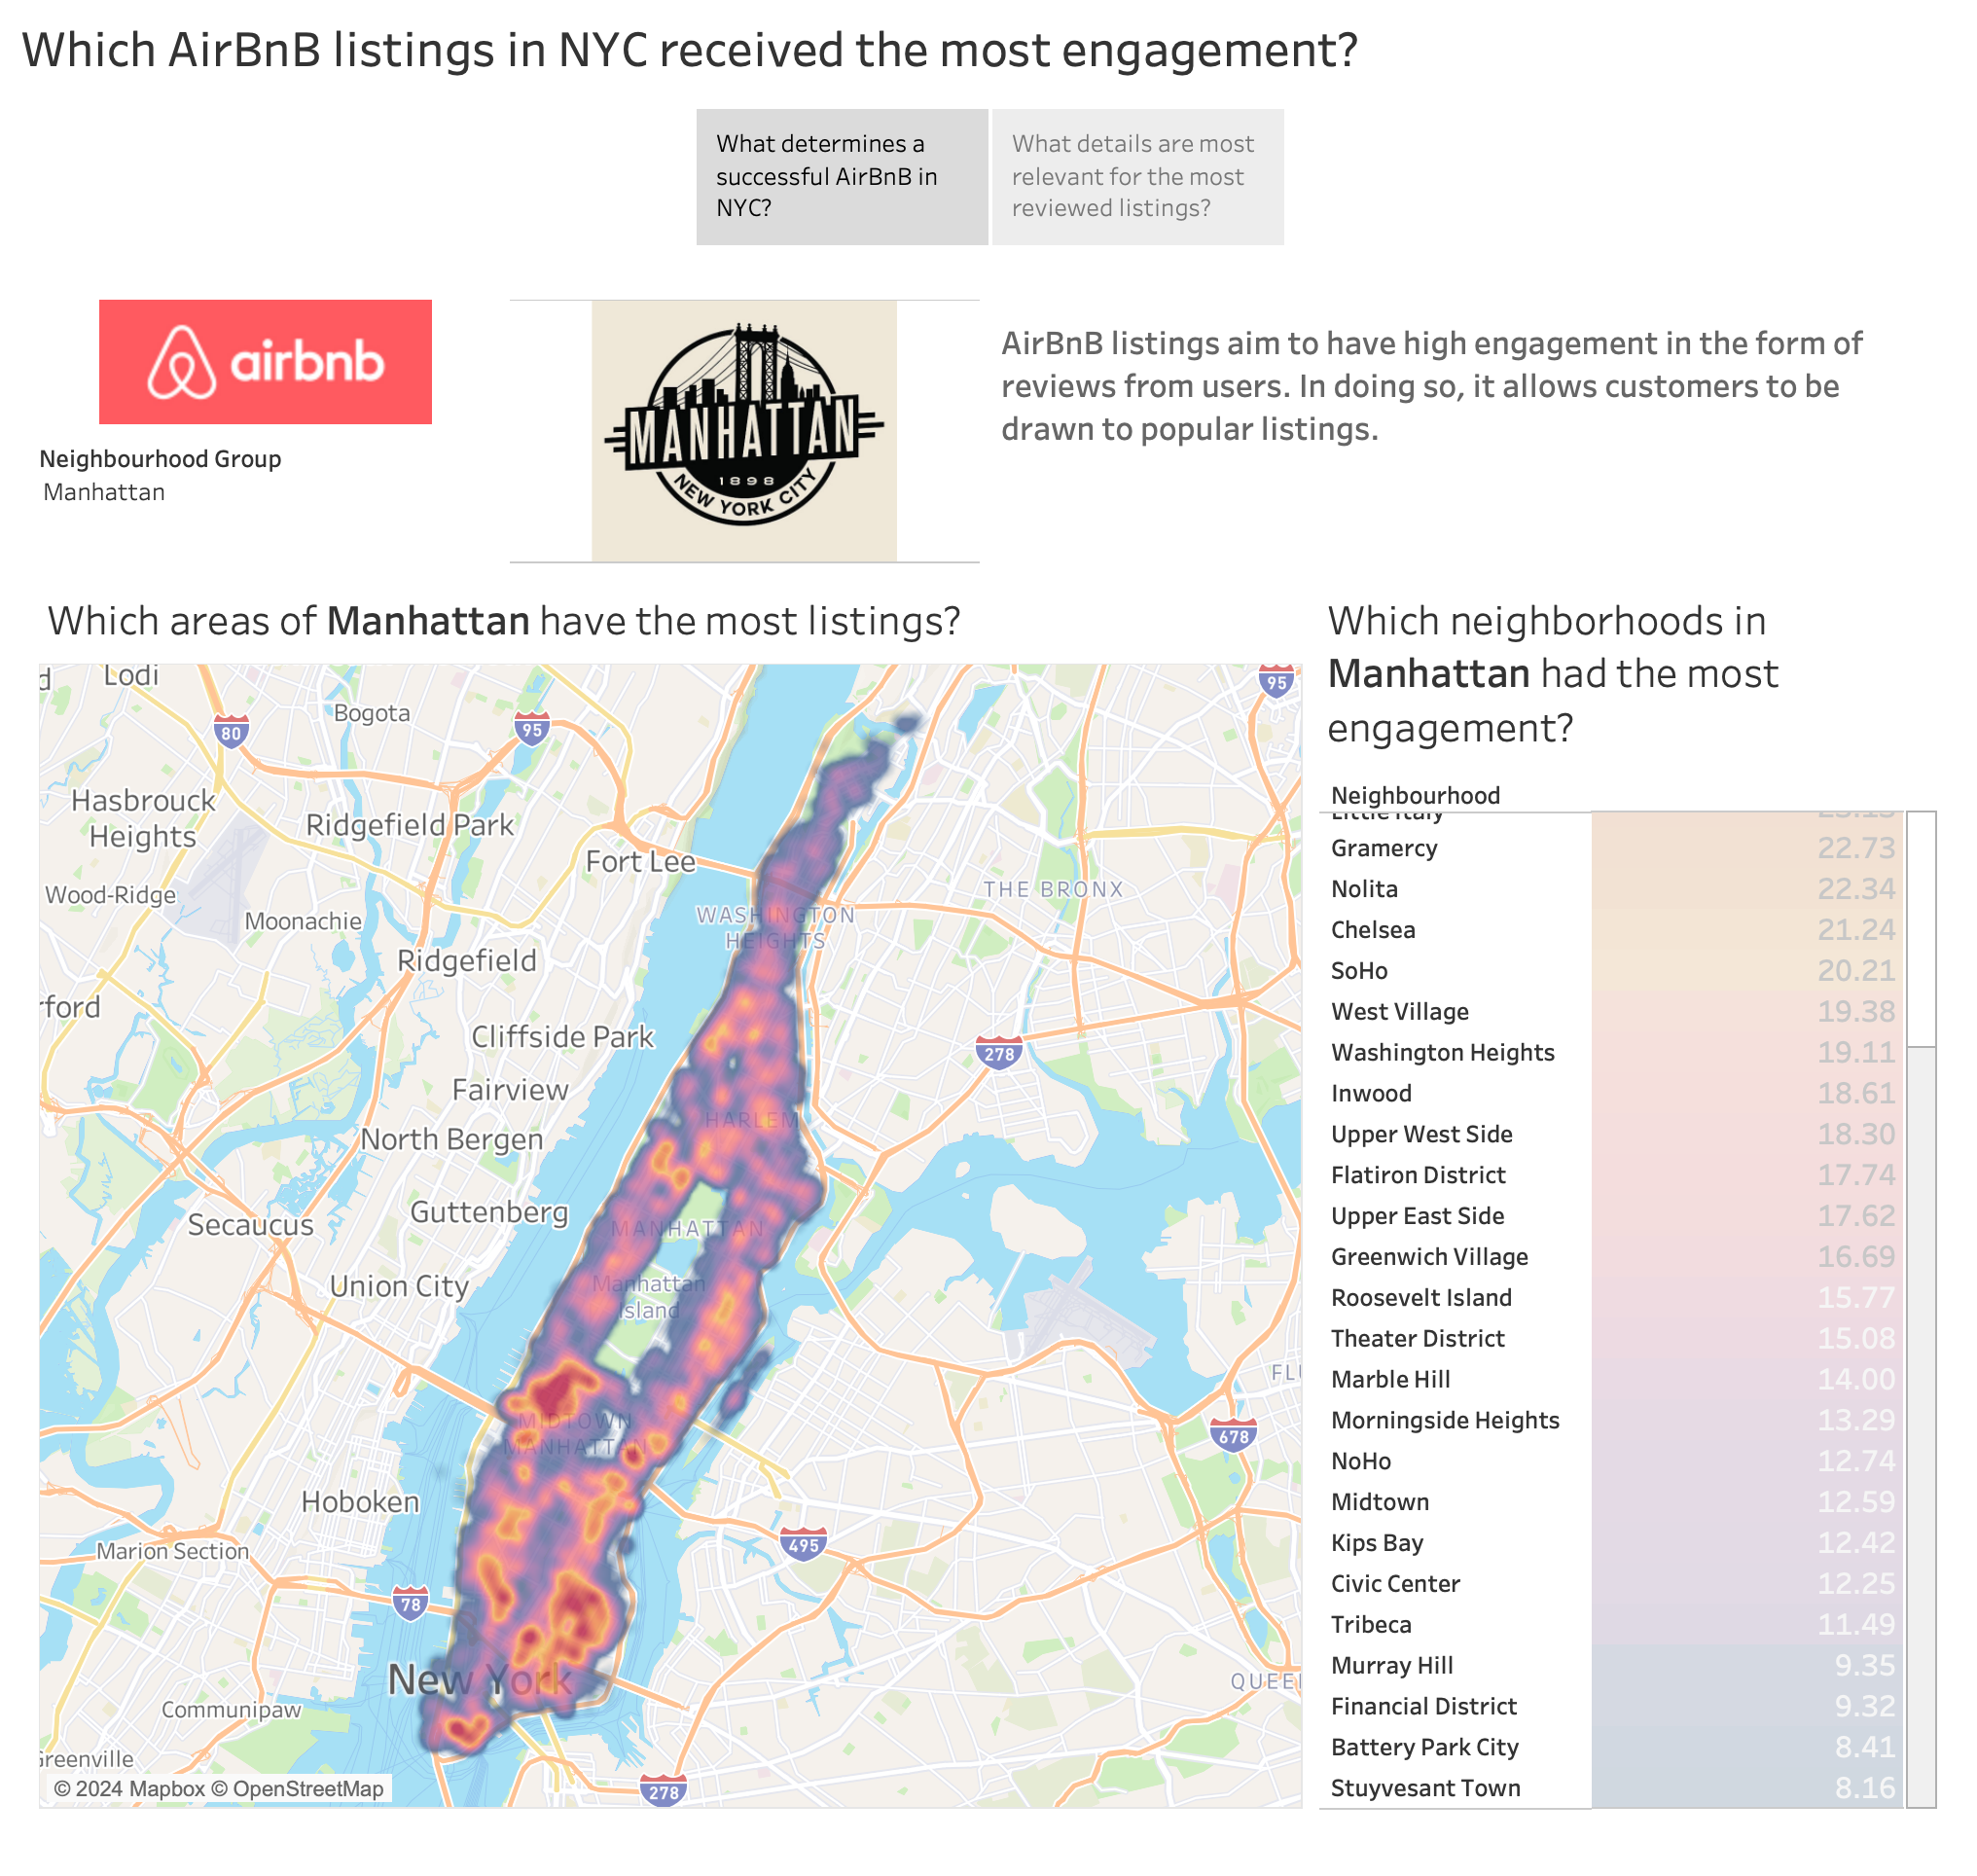 Which AirBnB listings in NYC received the most engagement?
What determines a
successful AirBnB in
NYC?
What details are most
relevant for the most
reviewed listings?
airbnb
Neighbourhood Group
Manhattan
MANHATTAN
1898
NEW YORK CITY
AirBnB listings aim to have high engagement in the form of
reviews from users. In doing so, it allows customers to be
drawn to popular listings.
Which areas of Manhattan have the most listings?
d
Lodi
95
Bogota
80
95
Hasbrouck
Heights
Ridgefield Park
Fort Lee
Wood-Ridge
THE BRONX
Moonachie
WASHINGTON
HEIGHTS
Ridgefield
rford
Cliffside Park
278
Fairview
HARLEM
North Bergen
Guttenberg
Secaucus
MANHATTAN
Union City
Manhattan
Island
FLU
MIDTOWN
MANHATTAN
678
Hoboken
495
Marion Section
78
New York
QUEE
Communipaw
Greenville
278
© 2024 Mapbox © OpenStreetMap
Which neighborhoods in
Manhattan had the most
engagement?
Neighbourhood
Little Italy
Gramercy 22.73
Nolita 22.34
Chelsea 21.24
SoHo 20.21
West Village 19.38
Washington Heights 19.11
Inwood 18.61
Upper West Side 18.30
Flatiron District 17.74
Upper East Side 17.62
Greenwich Village 16.69
Roosevelt Island 15.77
Theater District 15.08
Marble Hill 14.00
Morningside Heights 13.29
NoHo 12.74
Midtown 12.59
Kips Bay 12.42
Civic Center 12.25
Tribeca 11.49
Murray Hill 9.35
Financial District 9.32
Battery Park City 8.41
Stuyvesant Town 8.16